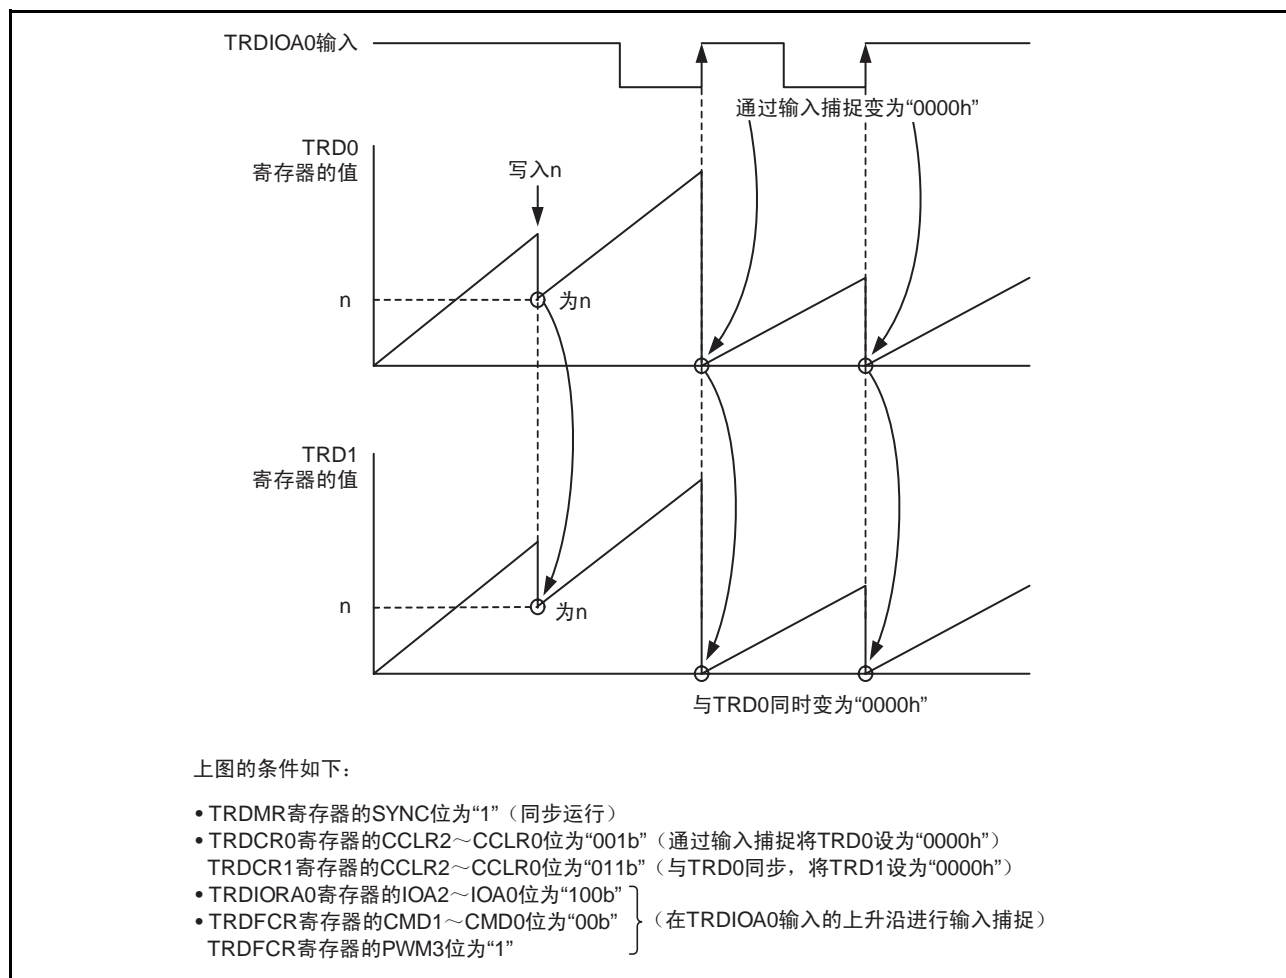 TRDIOA0输入
通过输入捕捉变为“0000h”
TRD0
寄存器的值
写入n
n
为n
TRD1
寄存器的值
n
为n
与TRD0同时变为“0000h”
上图的条件如下：
• TRDMR寄存器的SYNC位为“1”（同步运行）
• TRDCR0寄存器的CCLR2～CCLR0位为“001b”（通过输入捕捉将TRD0设为“0000h”）
TRDCR1寄存器的CCLR2～CCLR0位为“011b”（与TRD0同步，将TRD1设为“0000h”）
• TRDIORA0寄存器的IOA2～IOA0位为“100b”
• TRDFCR寄存器的CMD1～CMD0位为“00b”
（在TRDIOA0输入的上升沿进行输入捕捉）
TRDFCR寄存器的PWM3位为“1”